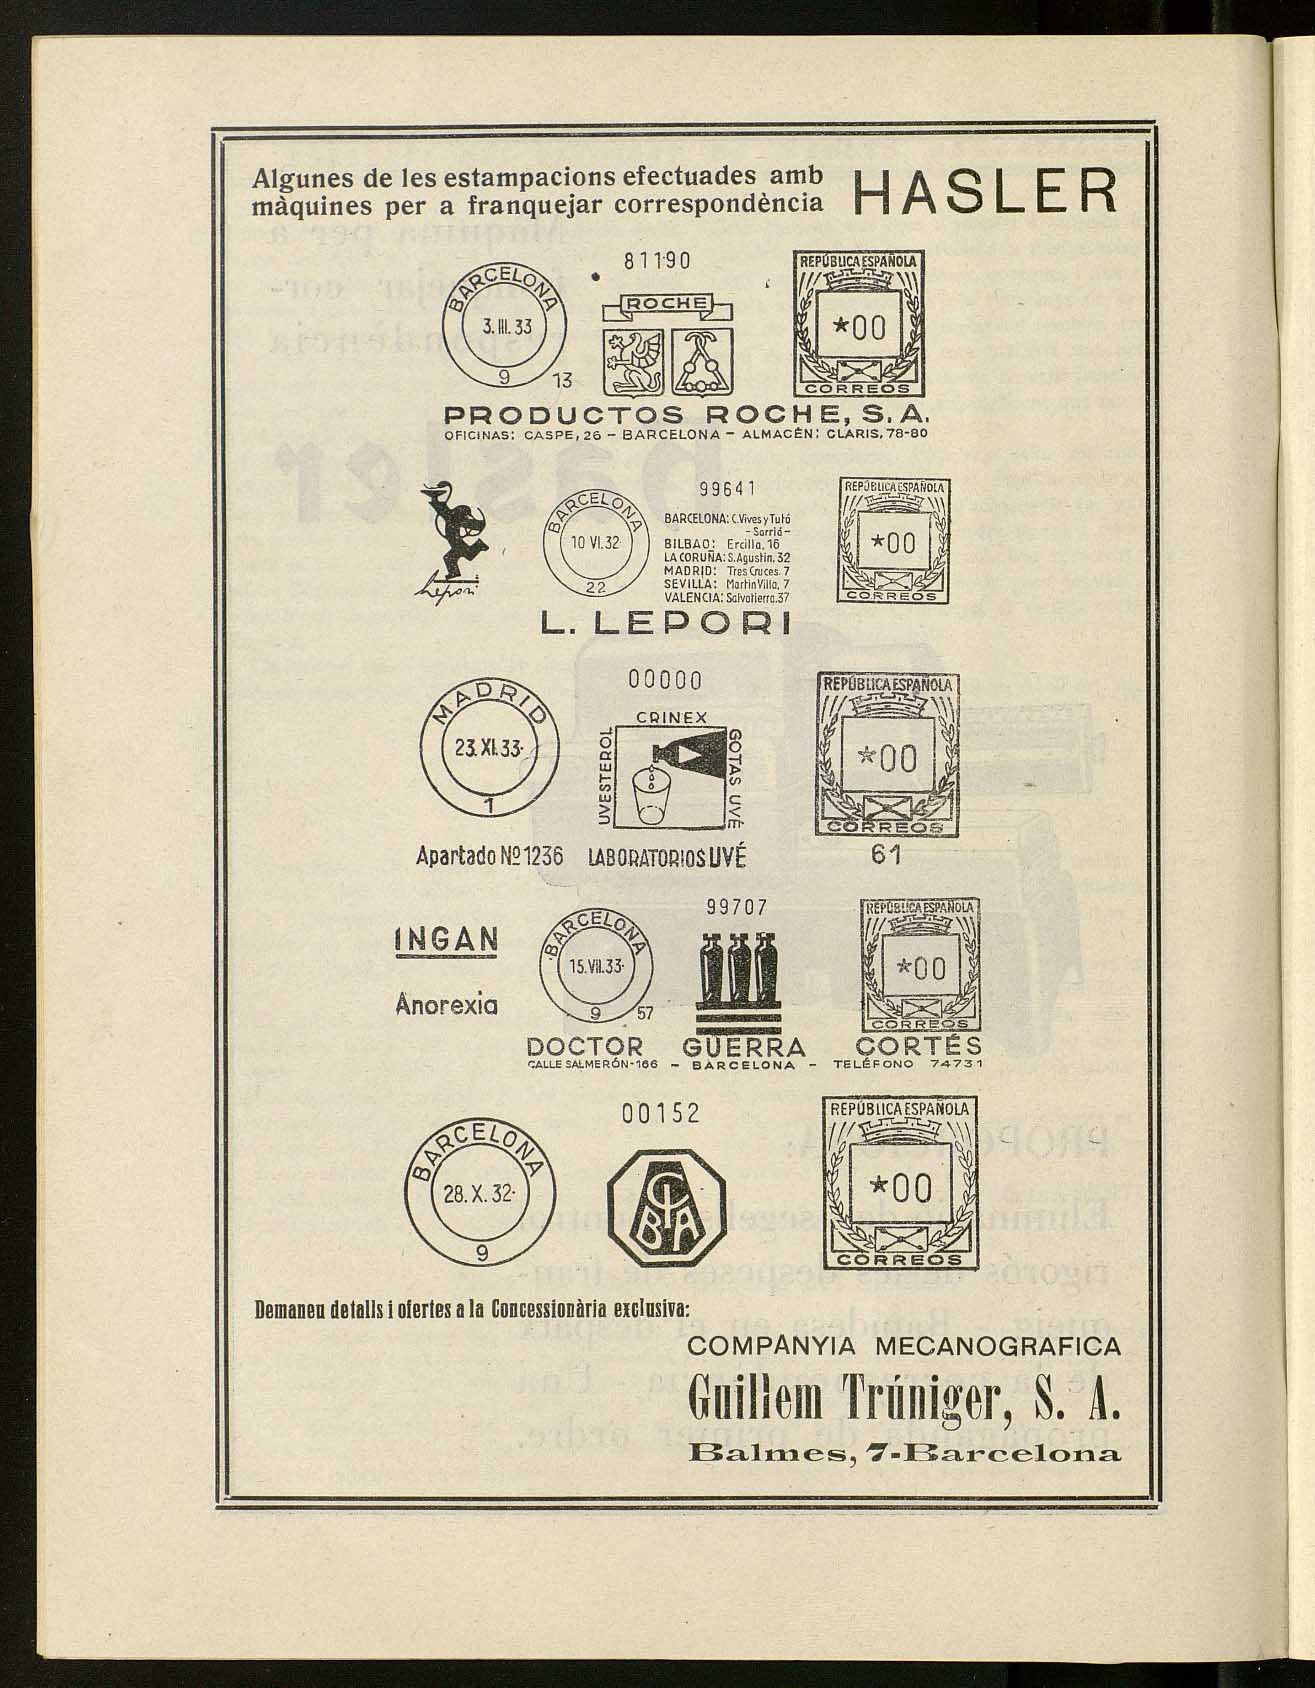 Algunes de les estampacions efectuades amb
màquines per a franquejar correspondència
HASLER
81190
BARCELONA
3. III. 33
9
13
ROCHE
REPÚBLICA ESPAÑOLA
*00
CORREOS
PRODUCTOS ROCHE, S. A.
OFICINAS: CASPE, 26 - BARCELONA - ALMACÉN: CLARIS, 78-80
Lepori
BARCELONA
10 VI. 32
22
99641
BARCELONA: C. Vives y Tutó
- Sarriá -
BILBAO: Ercilla, 16
LA CORUÑA: S. Agustín, 32
MADRID: Tres Cruces. 7
SEVILLA: Martin Villa, 7
VALENCIA: Salvatierra. 37
REPÚBLICA ESPAÑOLA
*00
CORREOS
L. LEPORI
MADRID
23. XI. 33·
1
00000
CRINEX
UVESTEROL
GOTAS UVÉ
REPÚBLICA ESPAÑOLA
*00
CORREOS
Apartado Nº 1236 LABORATORIOS UVÉ 61
INGAN
Anorexia
BARCELONA
15. VII. 33·
9
57
99707
REPÚBLICA ESPAÑOLA
*00
CORREOS
DOCTOR GUERRA CORTÉS
CALLE SALMERÓN-166 - BARCELONA - TELÉFONO 74731
BARCELONA
28. X. 32·
9
00152
CIBA
REPÚBLICA ESPAÑOLA
*00
CORREOS
Demaneu detalls i ofertes a la Concessionària exclusiva:
COMPANYIA MECANOGRAFICA
Guillem Trúniger, S. A.
Balmes, 7-Barcelona